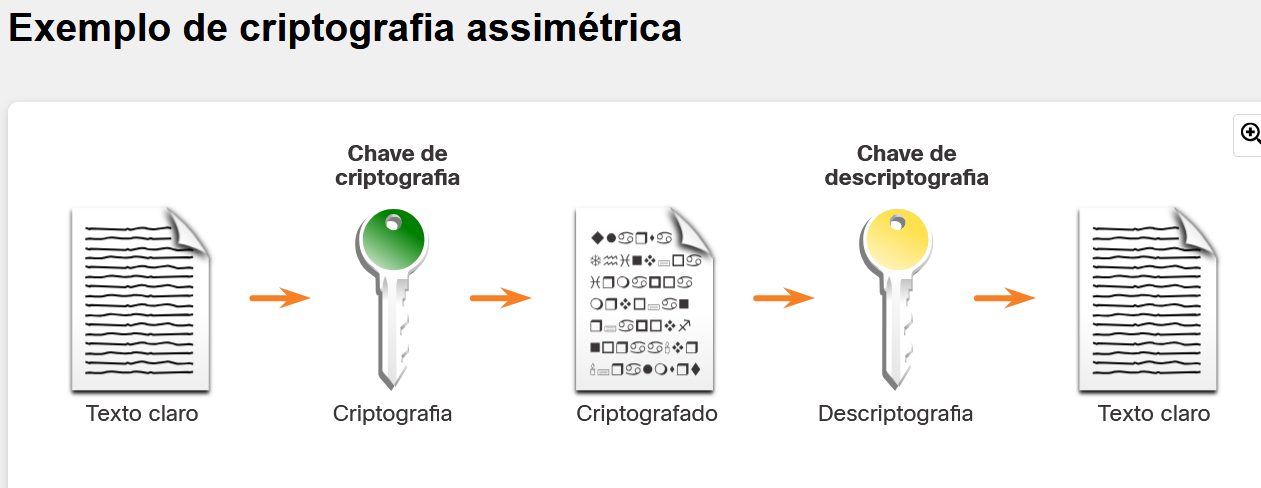 Exemplo de criptografia assimétrica
Chave de
criptografia
Chave de
descriptografia
Texto claro
Criptografia
Criptografado
Descriptografia
Texto claro